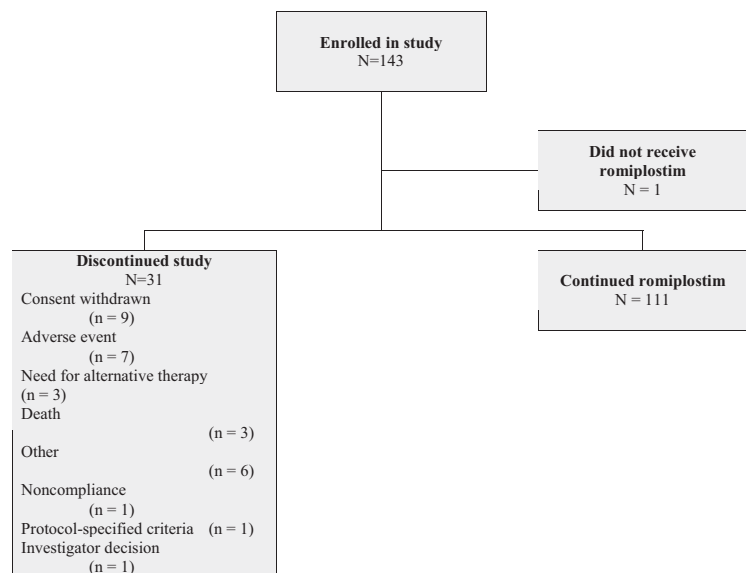 Enrolled in study
N=143
Did not receive
romiplostim
N = 1
Discontinued study
N=31
Consent withdrawn
(n = 9)
Adverse event
(n = 7)
Need for alternative therapy
(n = 3)
Death
(n = 3)
Other
(n = 6)
Noncompliance
(n = 1)
Protocol-specified criteria (n = 1)
Investigator decision
(n = 1)
Continued romiplostim
N = 111